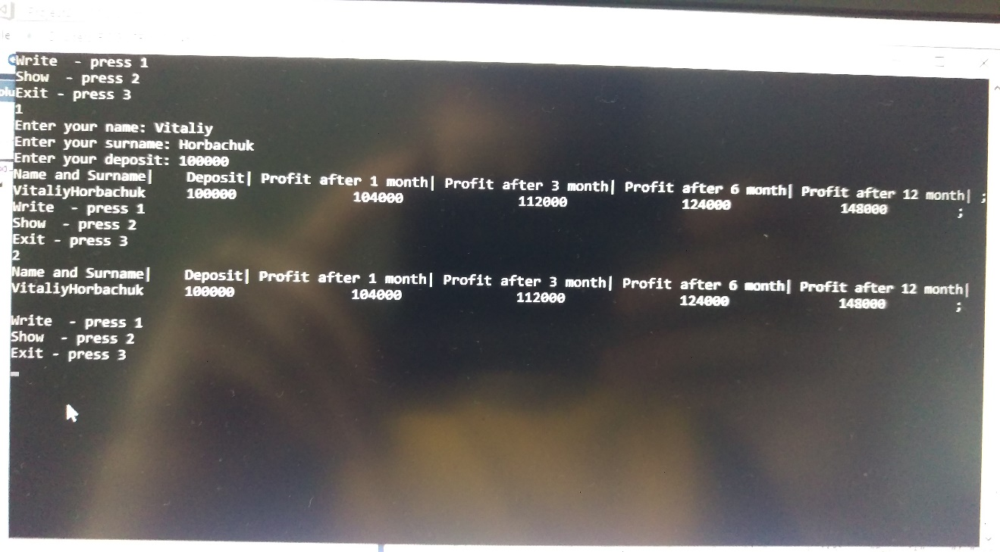 Write  - press 1
Show  - press 2
Exit - press 3
1
Enter your name: Vitaliy
Enter your surname: Horbachuk
Enter your deposit: 100000
Name and Surname|    Deposit| Profit after 1 month| Profit after 3 month| Profit after 6 month| Profit after 12 month| ;
VitaliyHorbachuk     100000              104000              112000              124000              148000         ;
Write  - press 1
Show  - press 2
Exit - press 3
2
Name and Surname|    Deposit| Profit after 1 month| Profit after 3 month| Profit after 6 month| Profit after 12 month|
VitaliyHorbachuk     100000              104000              112000              124000              148000         ;
Write  - press 1
Show  - press 2
Exit - press 3